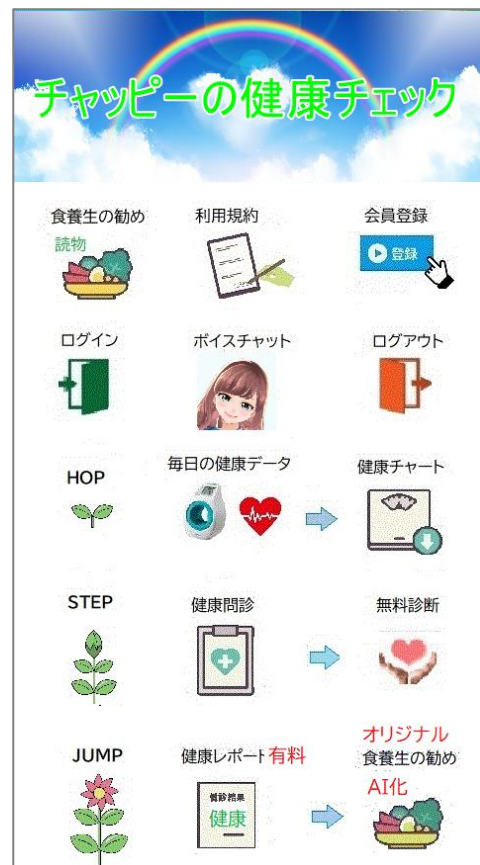 チャッピーの健康チェック
食養生の勧め
読物
利用規約
会員登録
登録
ログイン
ボイスチャット
ログアウト
HOP
毎日の健康データ
健康チャート
STEP
健康問診
無料診断
JUMP
健康レポート有料
健診結果
健康
オリジナル
食養生の勧め
AI化